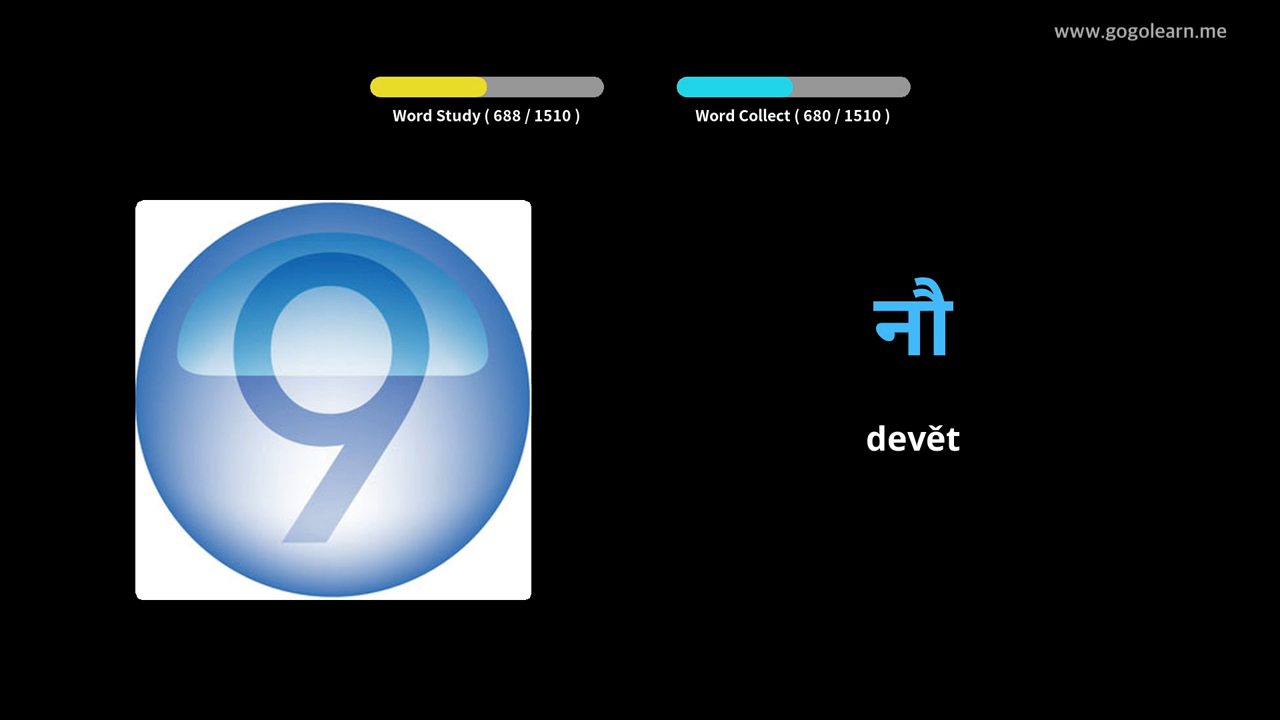 www.gogolearn.me
Word Study ( 688 / 1510 )
Word Collect ( 680 / 1510 )
9
नौ
devět